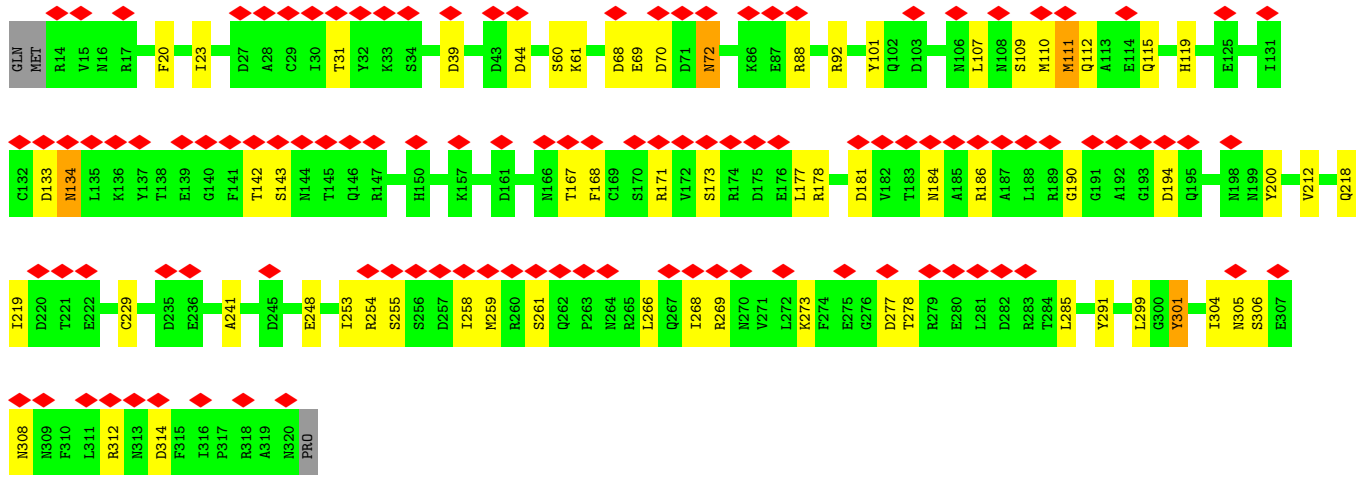 GLN MET R14 V15 N16 R17 F20 I23 D27 A28 C29 I30 T31 Y32 K33 S34 D39 D43 D44 S60 K61 D68 E69 D70 D71 N72 K86 E87 R88 R92 Y101 Q102 D103 N106 L107 N108 S109 M110 M111 Q112 A113 E114 Q115 H119 E125 I131
C132 D133 N134 L135 K136 Y137 T138 E139 G140 F141 T142 S143 N144 T145 Q146 R147 H150 K157 D161 N166 T167 F168 C169 S170 R171 V172 S173 R174 D175 E176 L177 R178 D181 V182 T183 N184 A185 R186 A187 L188 R189 G190 G191 A192 G193 D194 Q195 N198 N199 Y200 V212 Q218
I219 D220 T221 E222 C229 D235 E236 A241 D245 E248 I253 R254 S255 S256 D257 I258 M259 R260 S261 Q262 P263 N264 R265 L266 Q267 I268 R269 N270 V271 L272 K273 F274 E275 G276 D277 T278 R279 E280 L281 D282 R283 T284 L285 Y291 L299 G300 Y301 I304 N305 S306 E307
N308 N309 F310 L311 R312 N313 D314 F315 I316 P317 R318 A319 N320 PRO